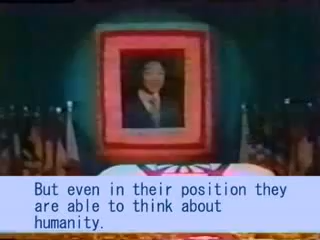 But even in their position they
are able to think about
humanity.